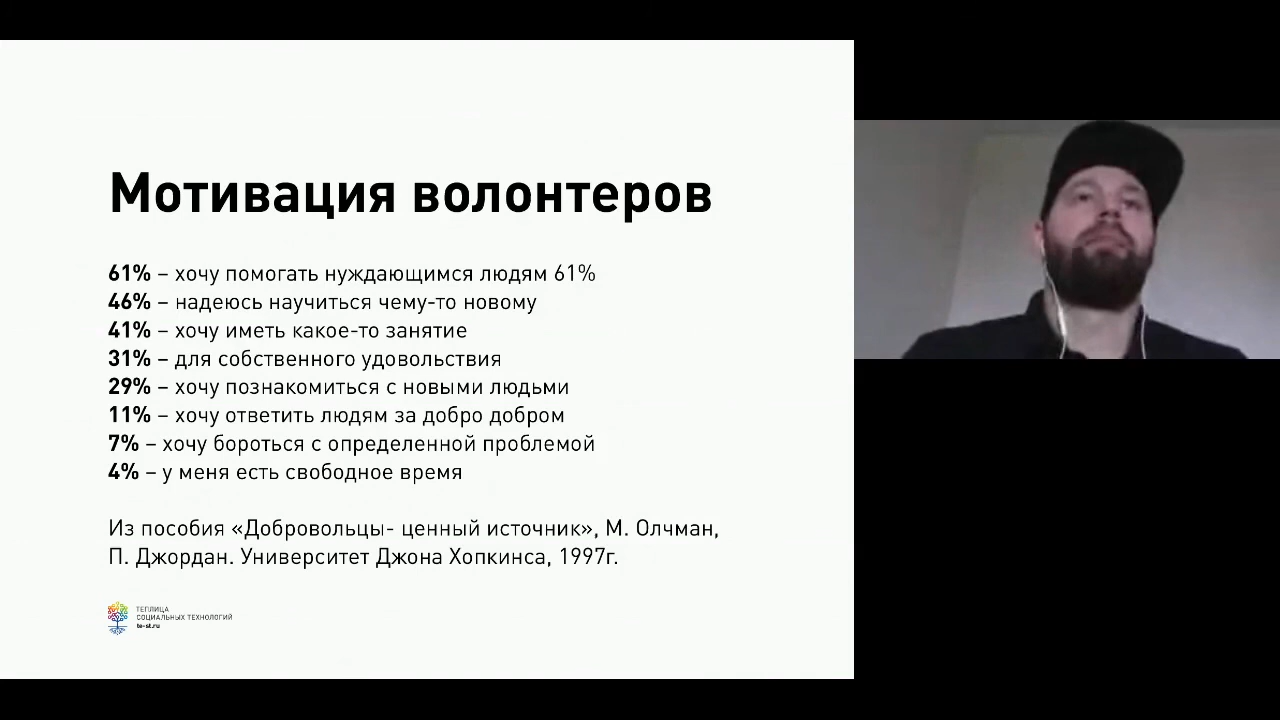 Мотивация волонтеров
61% – хочу помогать нуждающимся людям 61%
46% – надеюсь научиться чему-то новому
41% – хочу иметь какое-то занятие
31% – для собственного удовольствия
29% – хочу познакомиться с новыми людьми
11% – хочу ответить людям за добро добром
7% – хочу бороться с определенной проблемой
4% – у меня есть свободное время
Из пособия «Добровольцы- ценный источник», М. Олчман,
П. Джордан. Университет Джона Хопкинса, 1997г.
ТЕПЛИЦА
СОЦИАЛЬНЫХ ТЕХНОЛОГИЙ
te-st.ru